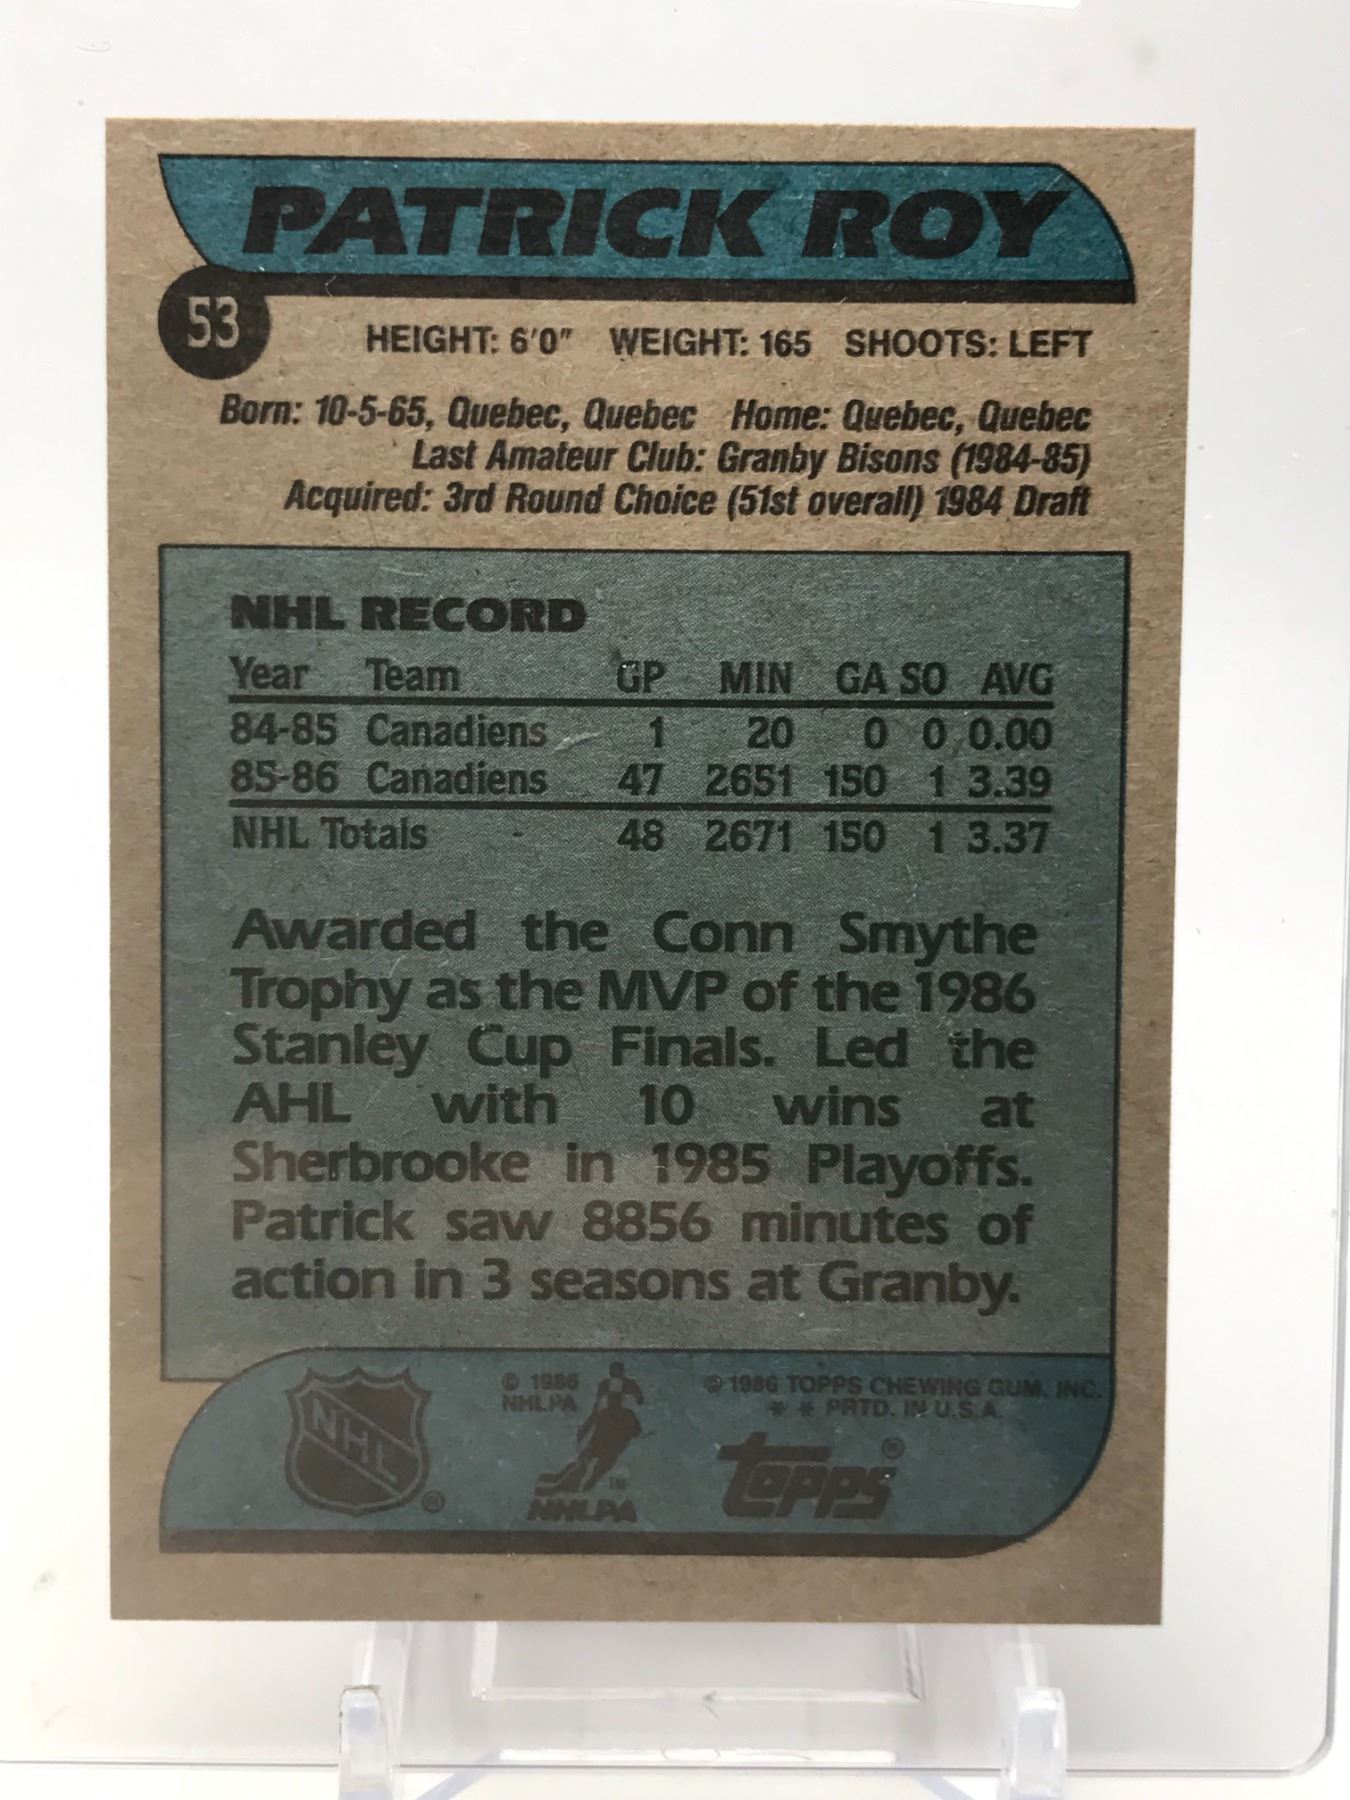 PATRICK ROY
53
HEIGHT: 6'0" WEIGHT: 165 SHOOTS: LEFT
Born: 10-5-65, Quebec, Quebec Home: Quebec, Quebec
Last Amateur Club: Granby Bisons (1984-85)
Acquired: 3rd Round Choice (51st overall) 1984 Draft
NHL RECORD
Year Team GP MIN GA SO AVG
84-85 Canadiens 1 20 0 0 0.00
85-86 Canadiens 47 2651 150 1 3.39
NHL Totals 48 2671 150 1 3.37
Awarded the Conn Smythe
Trophy as the MVP of the 1986
Stanley Cup Finals. Led the
AHL with 10 wins at
Sherbrooke in 1985 Playoffs.
Patrick saw 8856 minutes of
action in 3 seasons at Granby.
NHL ®
© 1986
NHLPA
TM
NHLPA
© 1986 TOPPS CHEWING GUM, INC.
* * PRTD. IN U.S.A.
topps ®